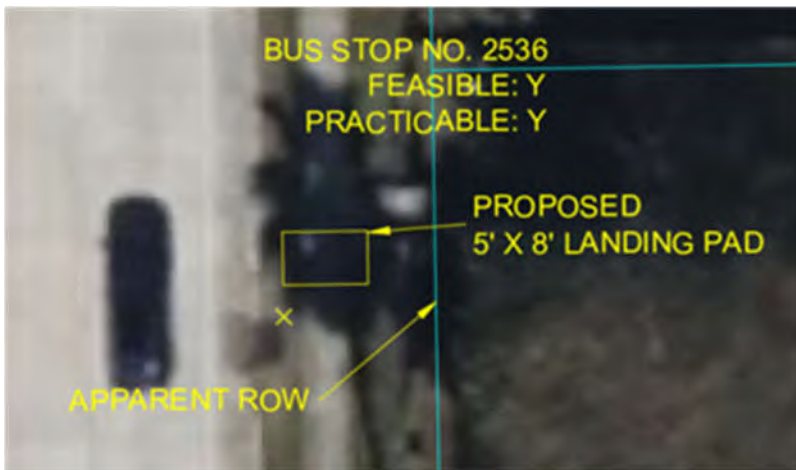 BUS STOP NO. 2536
FEASIBLE: Y
PRACTICABLE: Y
PROPOSED
5' X 8' LANDING PAD
APPARENT ROW